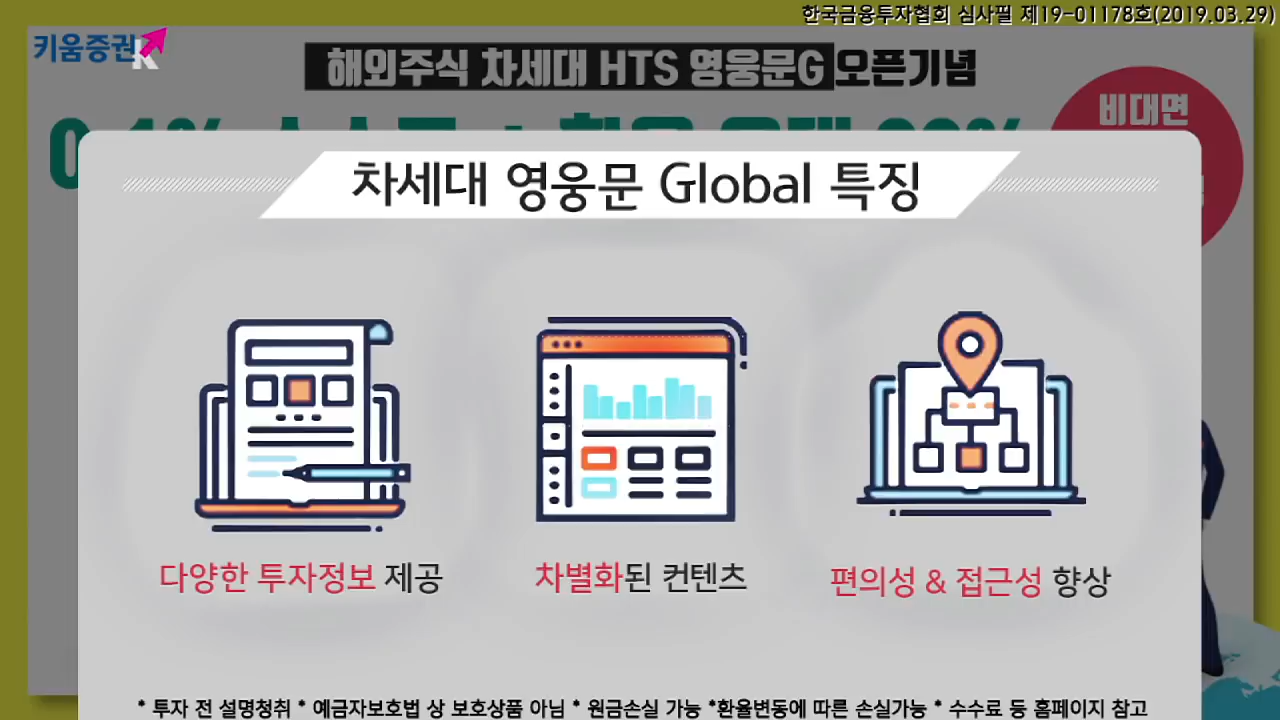 한국금융투자협회 심사필 제19-01178호(2019.03.29)
키움증권
해외주식 차세대 HTS 영웅문G 오픈기념
비대면
차세대 영웅문 Global 특징
다양한 투자정보 제공
차별화된 컨텐츠
편의성 & 접근성 향상
* 투자 전 설명청취 * 예금자보호법 상 보호상품 아님 * 원금손실 가능 *환율변동에 따른 손실가능 * 수수료 등 홈페이지 참고